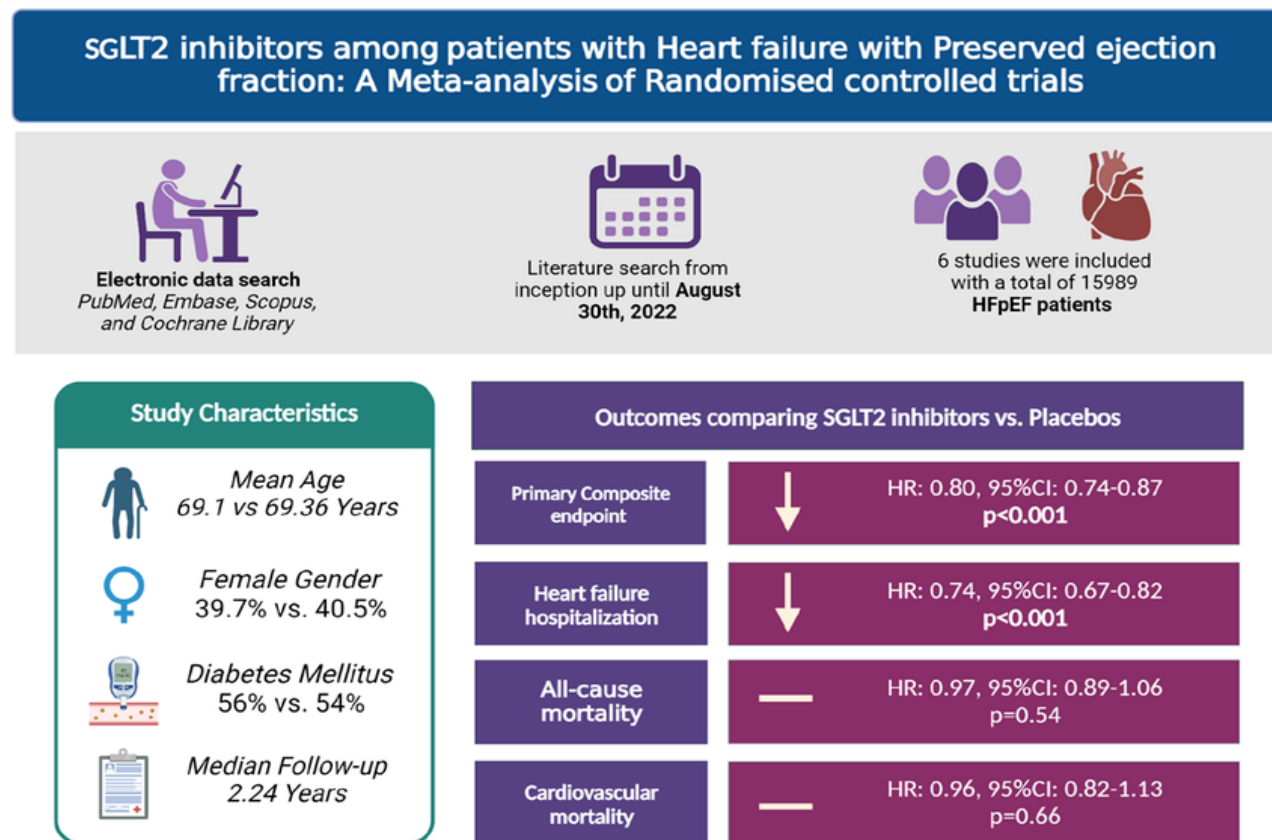 SGLT2 inhibitors among patients with Heart failure with Preserved ejection
fraction: A Meta-analysis of Randomised controlled trials
Electronic data search
PubMed, Embase, Scopus,
and Cochrane Library
Literature search from
inception up until August
30th, 2022
6 studies were included
with a total of 15989
HFpEF patients
Study Characteristics
Mean Age
69.1 vs 69.36 Years
Female Gender
39.7% vs. 40.5%
Diabetes Mellitus
56% vs. 54%
Median Follow-up
2.24 Years
Outcomes comparing SGLT2 inhibitors vs. Placebos
Primary Composite
endpoint
HR: 0.80, 95%CI: 0.74-0.87
p<0.001
Heart failure
hospitalization
HR: 0.74, 95%CI: 0.67-0.82
p<0.001
All-cause
mortality
HR: 0.97, 95%CI: 0.89-1.06
p=0.54
Cardiovascular
mortality
HR: 0.96, 95%CI: 0.82-1.13
p=0.66